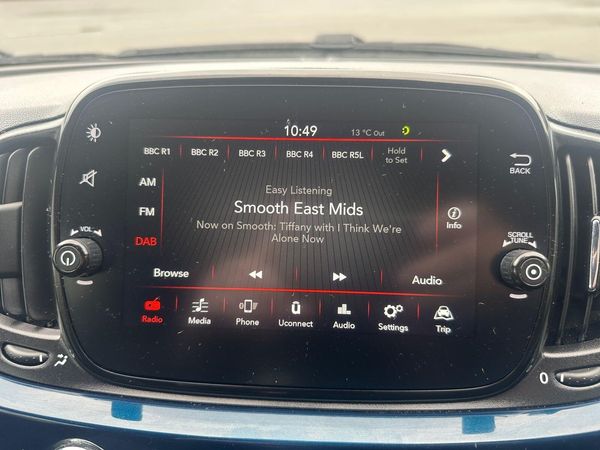 10:49
13 °C Out
BBC R1 BBC R2 BBC R3 BBC R4 BBC R5L Hold
to Set
BACK
AM
Easy Listening
FM
Smooth East Mids
Info
DAB
Now on Smooth: Tiffany with I Think We're
Alone Now
VOL
SCROLL
TUNE
Browse
Audio
Radio Media Phone Uconnect Audio Settings Trip
0